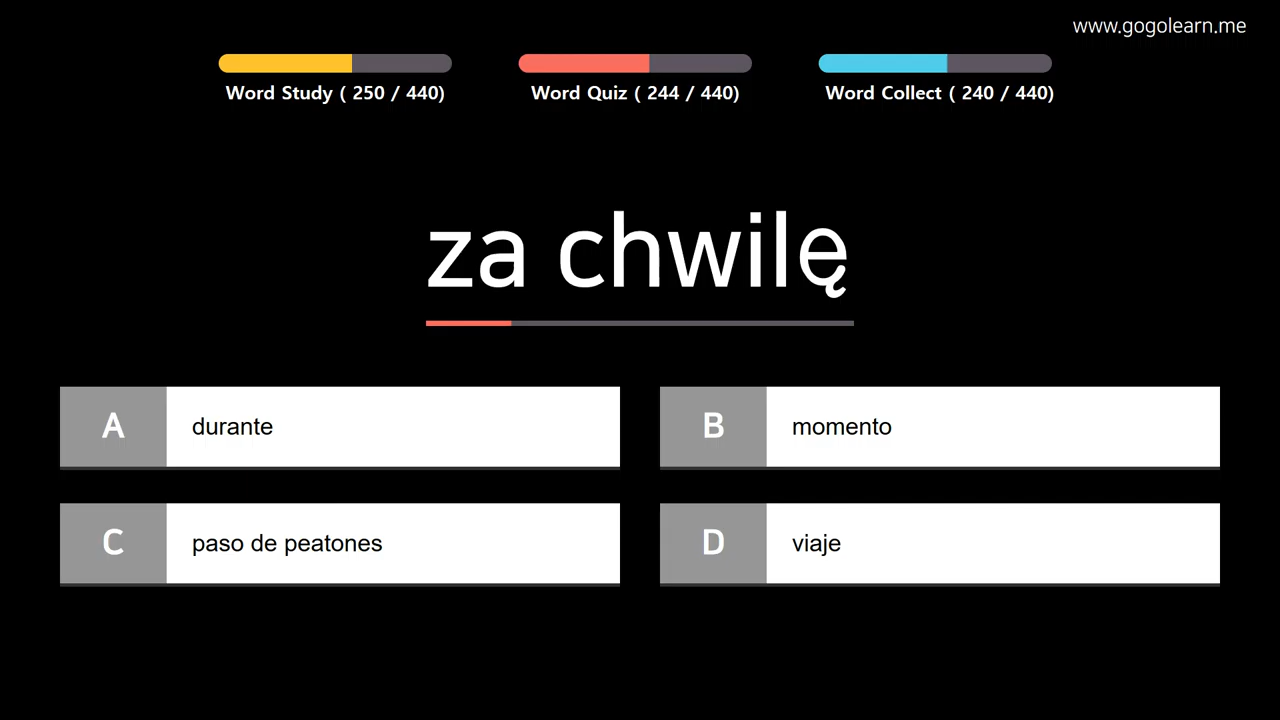 www.gogolearn.me
Word Study ( 250 / 440)
Word Quiz ( 244 / 440)
Word Collect ( 240 / 440)
za chwilę
A durante
B momento
C paso de peatones
D viaje